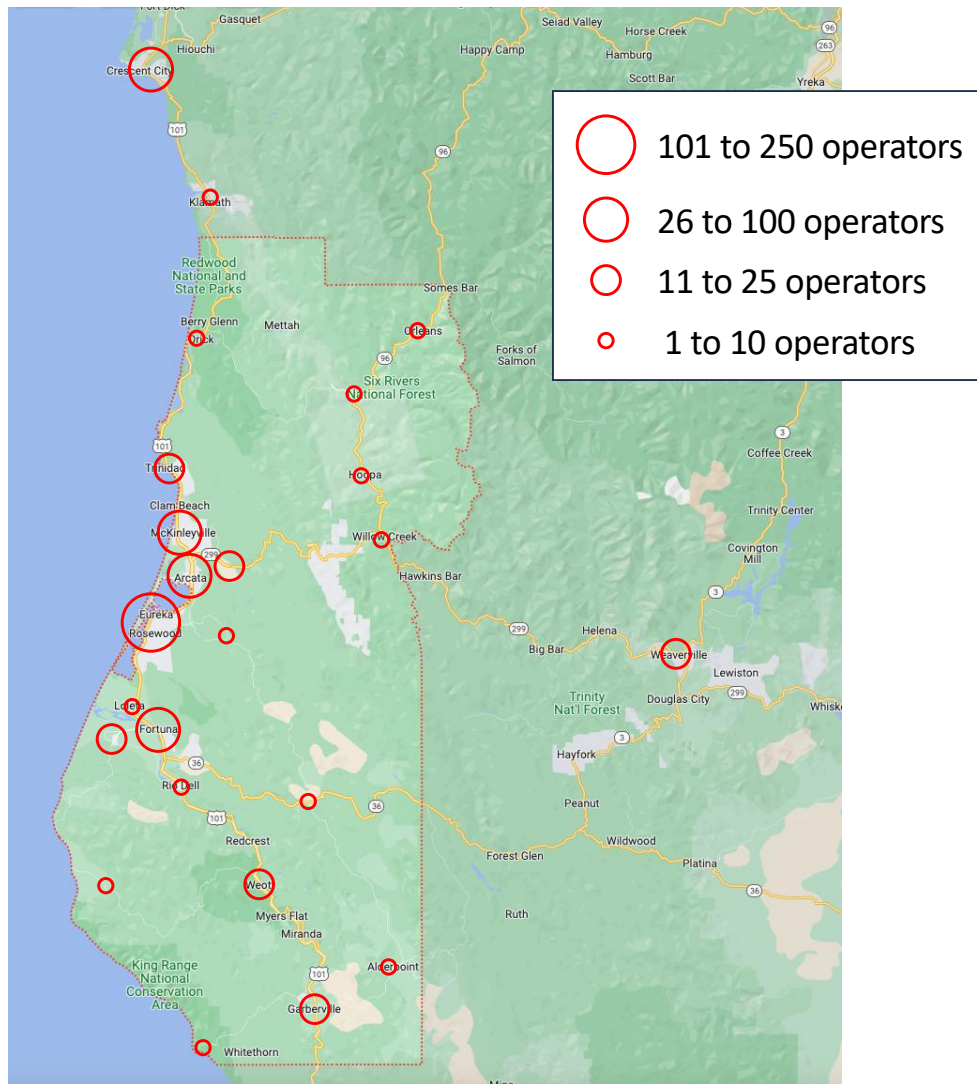 Fort Dick
Gasquet
Seiad Valley
Horse Creek
96
Hiouchi
Happy Camp
Hamburg
263
Crescent City
Scott Bar
Yreka
101
96
101 to 250 operators
26 to 100 operators
11 to 25 operators
1 to 10 operators
Klamath
Redwood
National and
State Parks
Somes Bar
Berry Glenn
Mettah
Orick
Orleans
96
Forks of
Salmon
Six Rivers
National Forest
3
101
Coffee Creek
Trinidad
Hoopa
Clam Beach
Trinity Center
McKinleyville
Willow Creek
299
Covington
Mill
Arcata
Hawkins Bar
3
Eureka
299
Helena
Rosewood
Big Bar
Weaverville
Lewiston
Trinity
Nat'l Forest
Douglas City
299
Loleta
Whisk
Fortuna
3
Hayfork
36
Rio Dell
Peanut
36
101
Redcrest
Wildwood
Forest Glen
Platina
Weott
36
Myers Flat
Ruth
Miranda
King Range
National
Conservation
Area
Alderpoint
101
Garberville
Whitethorn